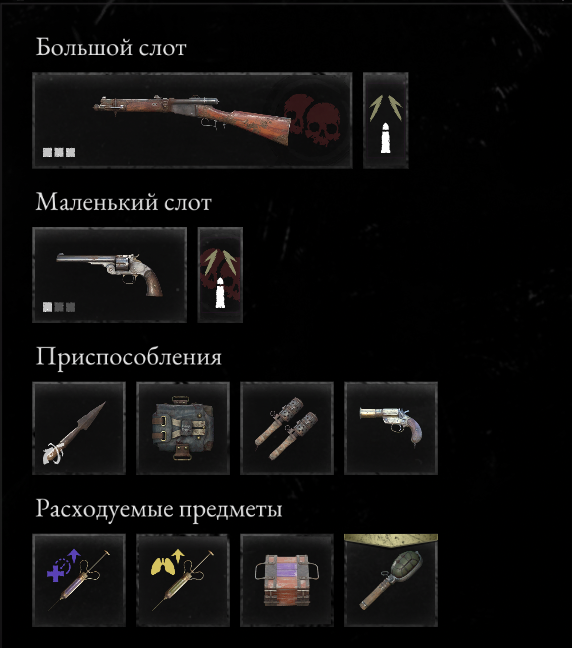 Большой слот
Маленький слот
Приспособления
Расходуемые предметы